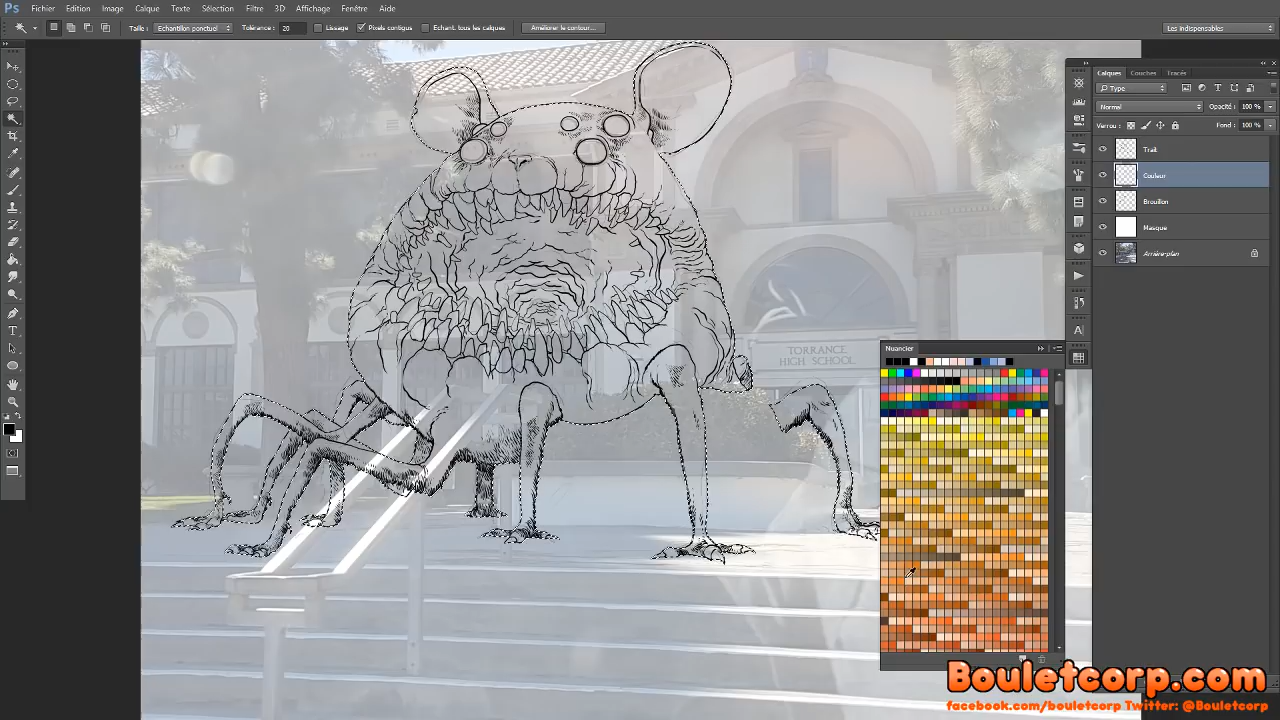 Ps Fichier Edition Image Calque Texte Sélection Filtre 3D Affichage Fenêtre Aide
Taille : Echantillon ponctuel Tolérance : 20 Lissage Pixels contigus Echant. tous les calques Améliorer le contour... Les indispensables
Calques Couches Tracés
Type
Normal Opacité : 100 %
Verrou : Fond : 100 %
Trait
Couleur
Brouillon
Masque
Arrière-plan
Nuancier
TORRANCE
HIGH SCHOOL
Bouletcorp.com
facebook.com/bouletcorp Twitter: @Bouletcorp